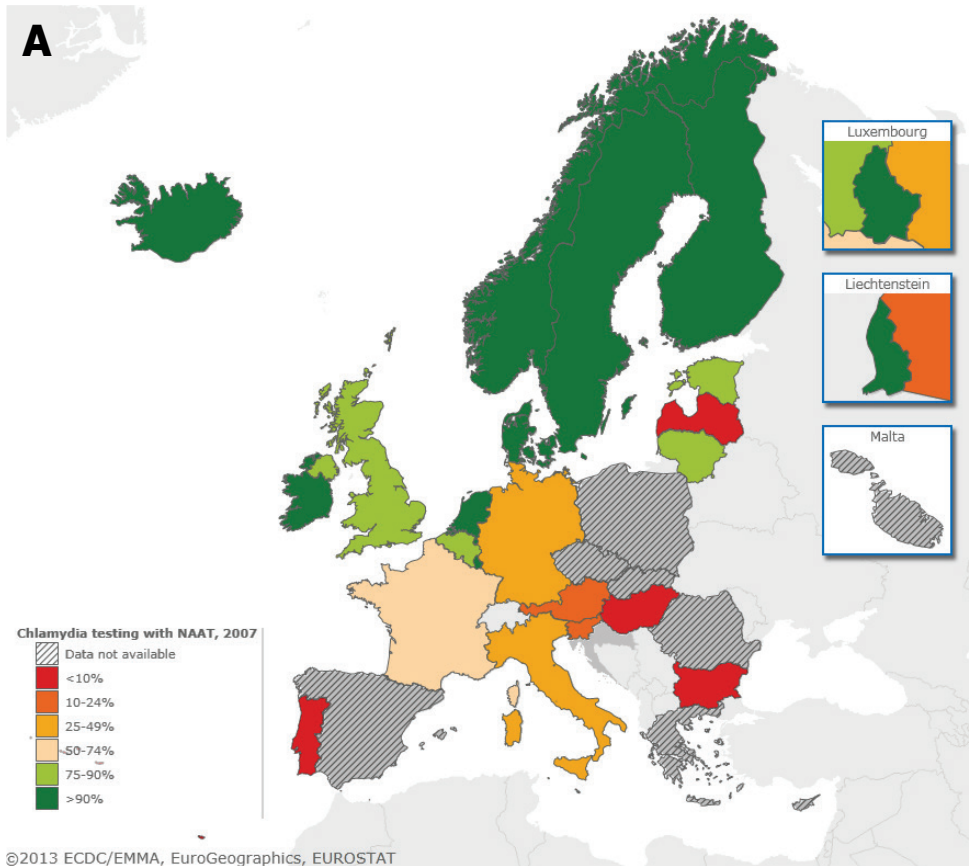 A
Luxembourg
Liechtenstein
Malta
Chlamydia testing with NAAT, 2007
Data not available
<10%
10-24%
25-49%
50-74%
75-90%
>90%
©2013 ECDC/EMMA, EuroGeographics, EUROSTAT